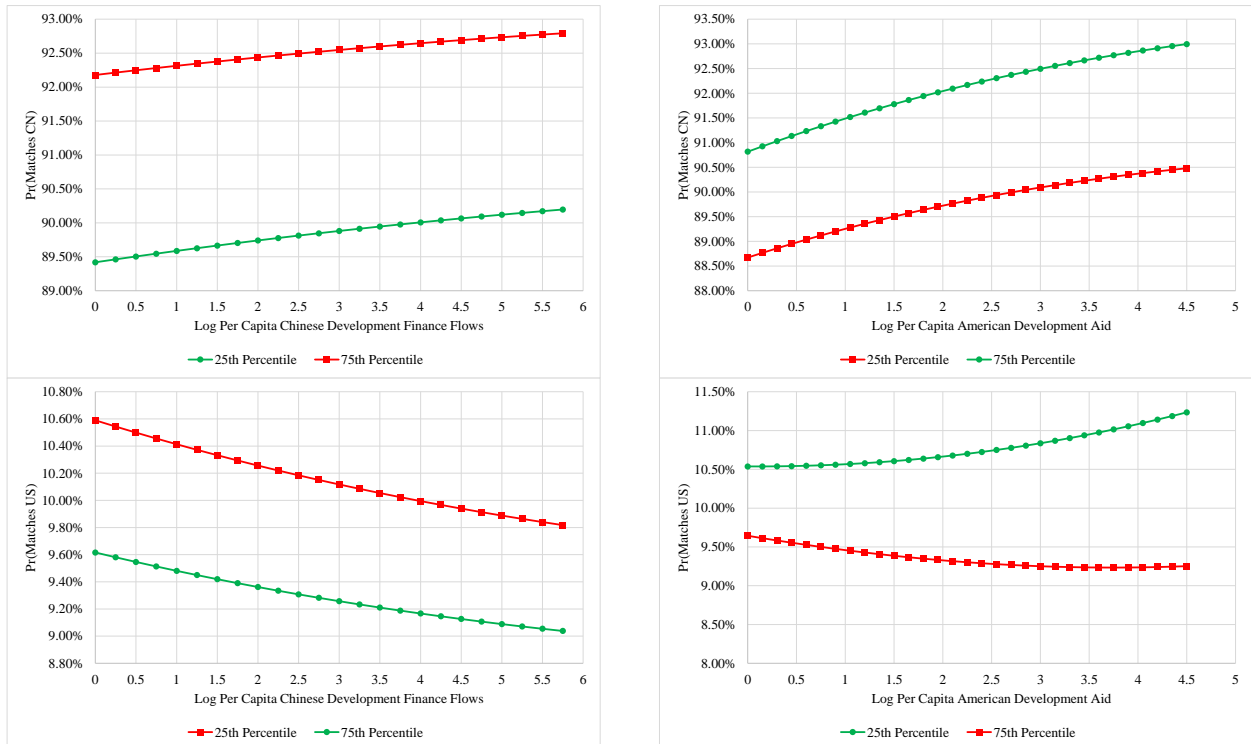 93.00%
92.50%
92.00%
91.50%
91.00%
90.50%
90.00%
89.50%
89.00%
Pr(Matches CN)
0 0.5 1 1.5 2 2.5 3 3.5 4 4.5 5 5.5 6
Log Per Capita Chinese Development Finance Flows
25th Percentile 75th Percentile
93.50%
93.00%
92.50%
92.00%
91.50%
91.00%
90.50%
90.00%
89.50%
89.00%
88.50%
88.00%
Pr(Matches CN)
0 0.5 1 1.5 2 2.5 3 3.5 4 4.5 5
Log Per Capita American Development Aid
25th Percentile 75th Percentile
10.80%
10.60%
10.40%
10.20%
10.00%
9.80%
9.60%
9.40%
9.20%
9.00%
8.80%
Pr(Matches US)
0 0.5 1 1.5 2 2.5 3 3.5 4 4.5 5 5.5 6
Log Per Capita Chinese Development Finance Flows
25th Percentile 75th Percentile
11.50%
11.00%
10.50%
10.00%
9.50%
9.00%
8.50%
8.00%
Pr(Matches US)
0 0.5 1 1.5 2 2.5 3 3.5 4 4.5 5
Log Per Capita American Development Aid
25th Percentile 75th Percentile